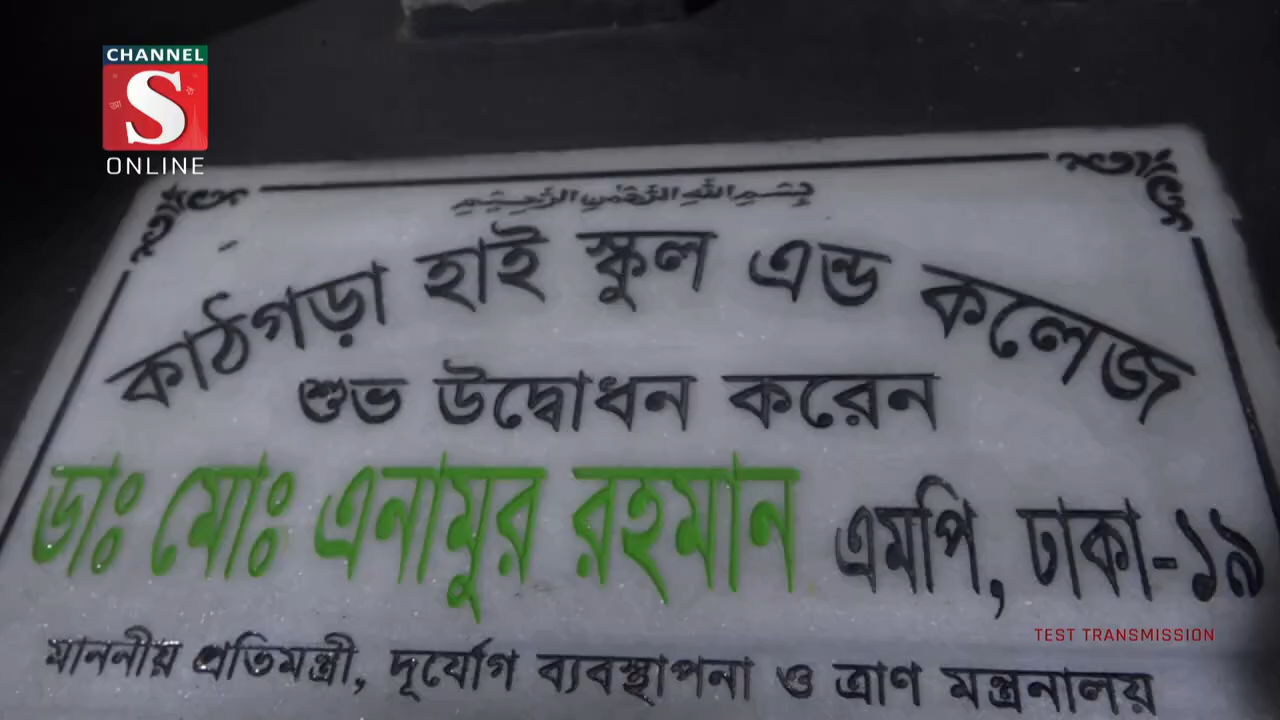 CHANNEL
S
ONLINE
بسم الله الرحمن الرحيم
কাঠগড়া হাই স্কুল এন্ড কলেজ
শুভ উদ্বোধন করেন
ডাঃ মোঃ এনামুর রহমান এমপি, ঢাকা-১৯
TEST TRANSMISSION
মাননীয় প্রতিমন্ত্রী, দূর্যোগ ব্যবস্থাপনা ও ত্রাণ মন্ত্রনালয়